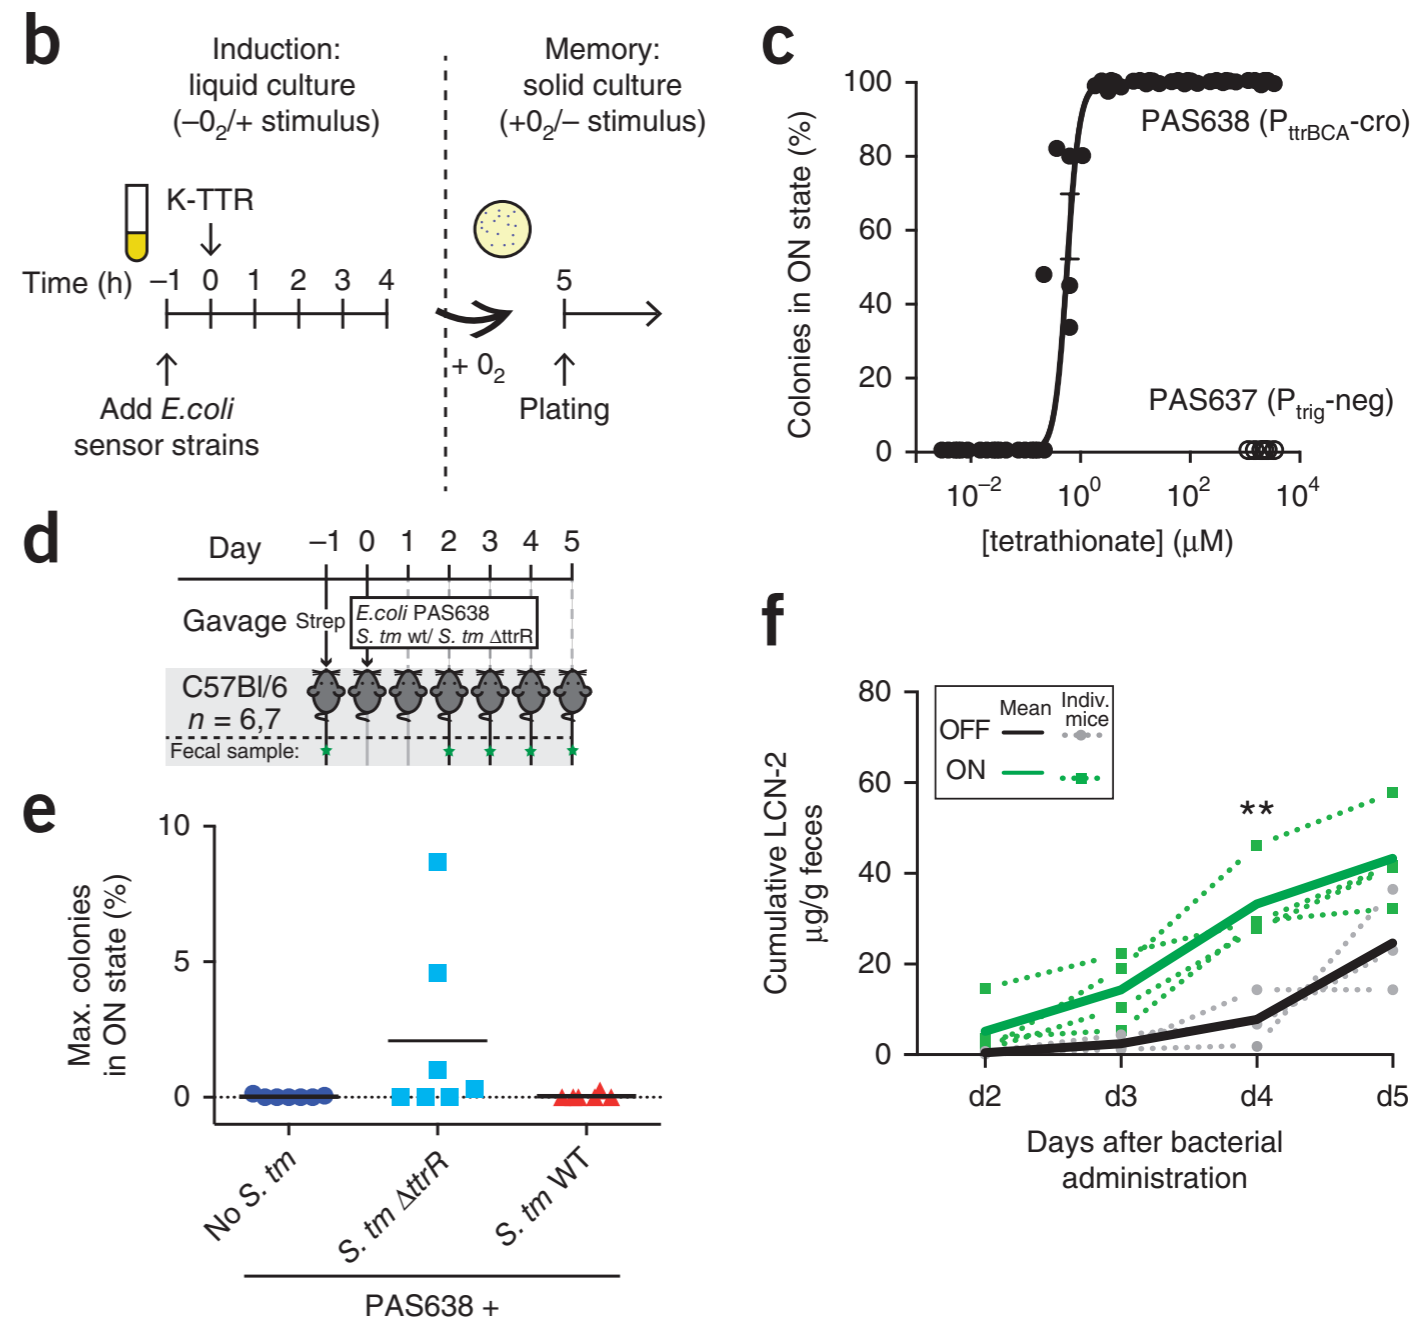 b
Induction:
liquid culture
(–0₂/+ stimulus)
Memory:
solid culture
(+0₂/– stimulus)
K-TTR
Time (h)
–1 0 1 2 3 4
5
+ 0₂
Add E.coli
sensor strains
Plating
c
Colonies in ON state (%)
100
80
60
40
20
0
PAS638 (PttrBCA-cro)
PAS637 (Ptrig-neg)
10–2 100 102 104
[tetrathionate] (μM)
d
Day –1 0 1 2 3 4 5
Gavage Strep
E.coli PAS638
S. tm wt/ S. tm ΔttrR
C57Bl/6
n = 6,7
Fecal sample:
e
Max. colonies
in ON state (%)
10
5
0
No S. tm
S. tm ΔttrR
S. tm WT
PAS638 +
f
Cumulative LCN-2
μg/g feces
80
60
40
20
0
Mean
Indiv.
mice
OFF
ON
**
d2 d3 d4 d5
Days after bacterial
administration